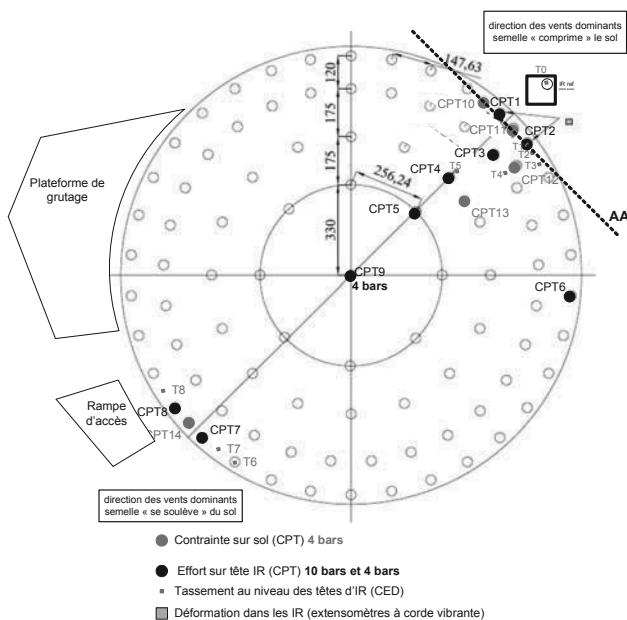 direction des vents dominants
semelle « comprime » le sol
147,63
120
175
175
330
256,24
T0
IR ref
CPT10
CPT1
CPT11
CPT2
T1
T2
T3
CPT3
T4
CPT12
CPT4
T5
CPT13
CPT5
AA
Plateforme de
grutage
CPT9
4 bars
CPT6
T8
CPT8
Rampe
d'accès
CPT14
CPT7
T7
T6
direction des vents dominants
semelle « se soulève » du sol
Contrainte sur sol (CPT) 4 bars
Effort sur tête IR (CPT) 10 bars et 4 bars
Tassement au niveau des têtes d'IR (CED)
Déformation dans les IR (extensomètres à corde vibrante)